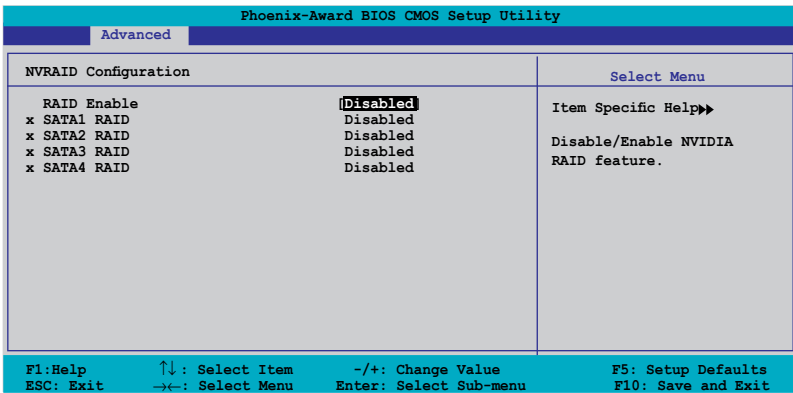 Phoenix-Award BIOS CMOS Setup Utility
Advanced
NVRAID Configuration
Select Menu
RAID Enable [Disabled]
x SATA1 RAID Disabled
x SATA2 RAID Disabled
x SATA3 RAID Disabled
x SATA4 RAID Disabled
Item Specific Help▶▶
Disable/Enable NVIDIA
RAID feature.
F1:Help ↑↓: Select Item -/+: Change Value F5: Setup Defaults
ESC: Exit →←: Select Menu Enter: Select Sub-menu F10: Save and Exit